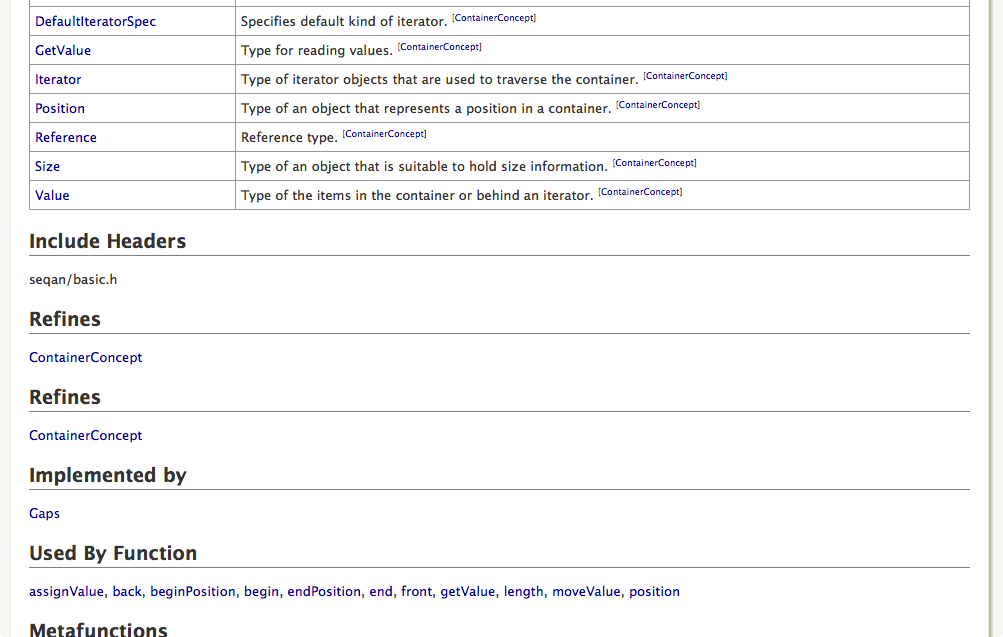 DefaultIteratorSpec Specifies default kind of iterator. [ContainerConcept]
GetValue Type for reading values. [ContainerConcept]
Iterator Type of iterator objects that are used to traverse the container. [ContainerConcept]
Position Type of an object that represents a position in a container. [ContainerConcept]
Reference Reference type. [ContainerConcept]
Size Type of an object that is suitable to hold size information. [ContainerConcept]
Value Type of the items in the container or behind an iterator. [ContainerConcept]
Include Headers
seqan/basic.h
Refines
ContainerConcept
Refines
ContainerConcept
Implemented by
Gaps
Used By Function
assignValue, back, beginPosition, begin, endPosition, end, front, getValue, length, moveValue, position
Metafunctions